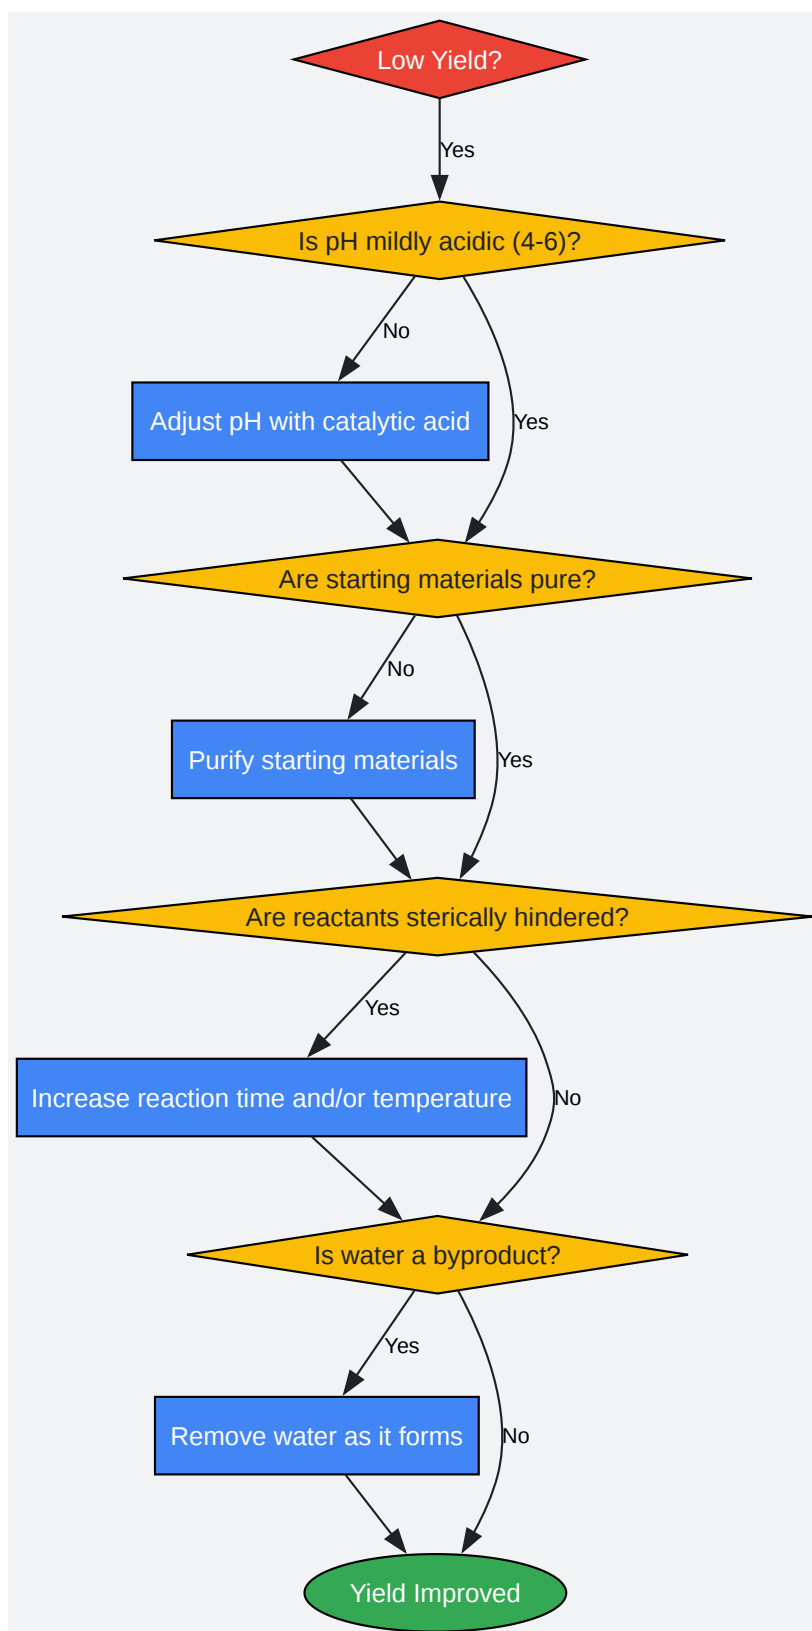 Low Yield?
Yes
Is pH mildly acidic (4-6)?
No
Adjust pH with catalytic acid
Yes
Are starting materials pure?
No
Purify starting materials
Yes
Are reactants sterically hindered?
Yes
Increase reaction time and/or temperature
No
Is water a byproduct?
Yes
Remove water as it forms
No
Yield Improved